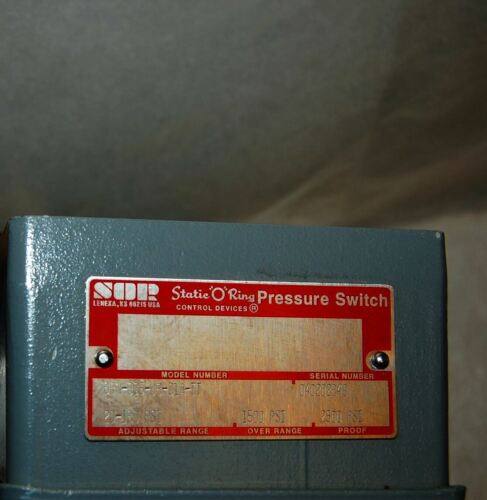 SOR Static "O" Ring Pressure Switch
LENEXA, KS 66215 USA CONTROL DEVICES ®
MODEL NUMBER SERIAL NUMBER
1500 PSI PSI
ADJUSTABLE RANGE OVER RANGE PROOF